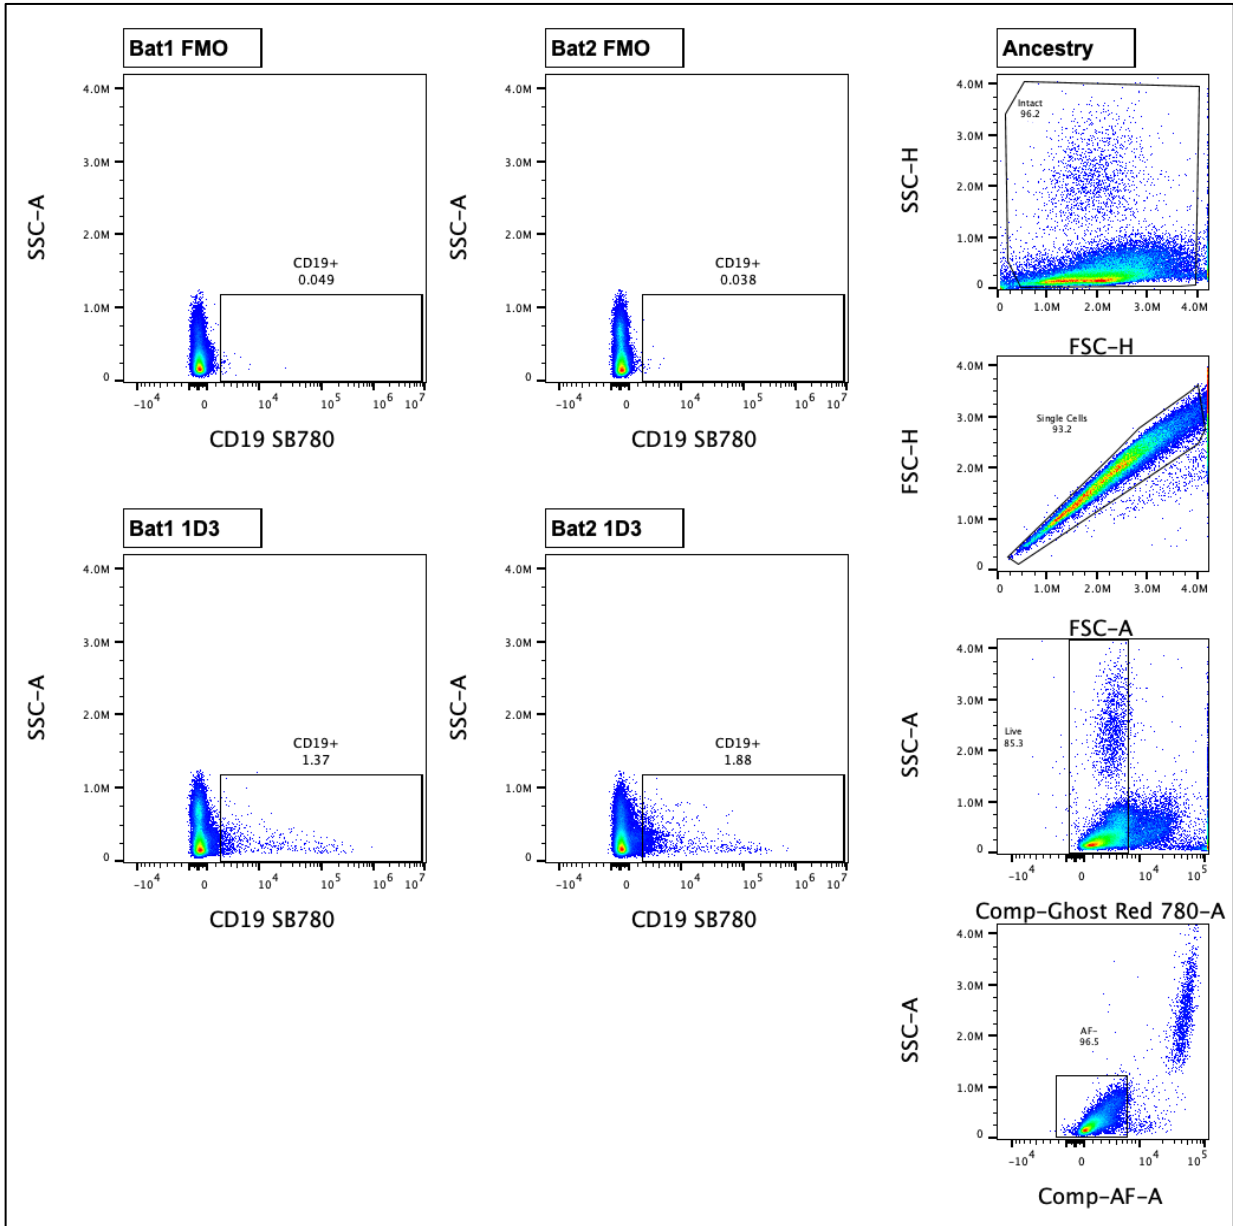 Bat1 FMO
4.0M
3.0M
2.0M
1.0M
0
SSC-A
CD19+
0.049
-10⁴ 0 10⁴ 10⁵ 10⁶ 10⁷
CD19 SB780
Bat2 FMO
4.0M
3.0M
2.0M
1.0M
0
SSC-A
CD19+
0.038
-10⁴ 0 10⁴ 10⁵ 10⁶ 10⁷
CD19 SB780
Bat1 1D3
4.0M
3.0M
2.0M
1.0M
0
SSC-A
CD19+
1.37
-10⁴ 0 10⁴ 10⁵ 10⁶ 10⁷
CD19 SB780
Bat2 1D3
4.0M
3.0M
2.0M
1.0M
0
SSC-A
CD19+
1.88
-10⁴ 0 10⁴ 10⁵ 10⁶ 10⁷
CD19 SB780
Ancestry
4.0M
3.0M
2.0M
1.0M
0
SSC-H
Intact
96.2
0 1.0M 2.0M 3.0M 4.0M
FSC-H
4.0M
3.0M
2.0M
1.0M
0
FSC-H
Single Cells
93.2
0 1.0M 2.0M 3.0M 4.0M
FSC-A
4.0M
3.0M
2.0M
1.0M
0
SSC-A
Live
85.3
-10⁴ 0 10⁴ 10⁵
Comp-Ghost Red 780-A
4.0M
3.0M
2.0M
1.0M
0
SSC-A
AF-
96.5
-10⁴ 0 10⁴ 10⁵
Comp-AF-A